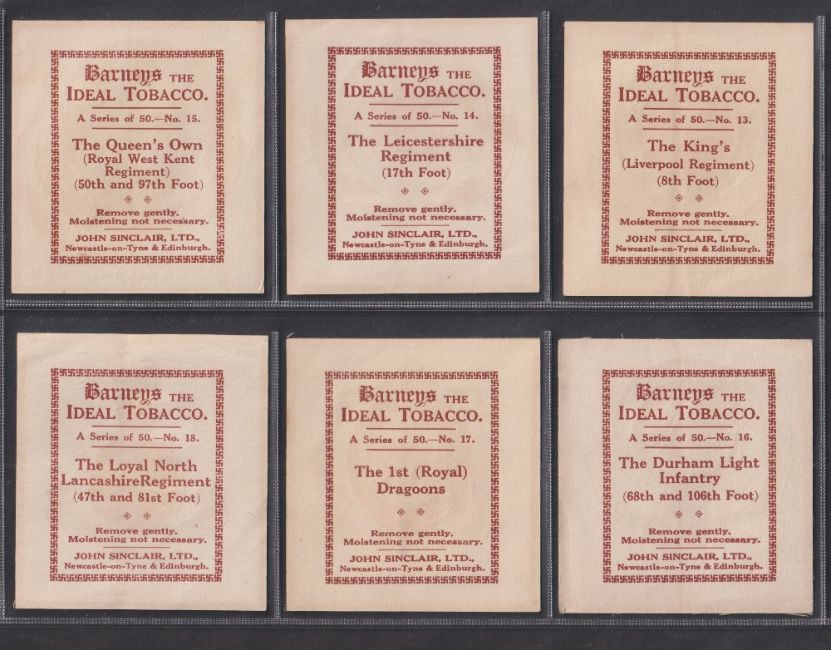 Barneys THE
IDEAL TOBACCO.
A Series of 50.—No. 15.
The Queen's Own
(Royal West Kent
Regiment)
(50th and 97th Foot)
Remove gently.
Moistening not necessary.
JOHN SINCLAIR, LTD.,
Newcastle-on-Tyne & Edinburgh.
Barneys THE
IDEAL TOBACCO.
A Series of 50.—No. 14.
The Leicestershire
Regiment
(17th Foot)
Remove gently.
Moistening not necessary.
JOHN SINCLAIR, LTD.,
Newcastle-on-Tyne & Edinburgh.
Barneys THE
IDEAL TOBACCO.
A Series of 50.—No. 13.
The King's
(Liverpool Regiment)
(8th Foot)
Remove gently.
Moistening not necessary.
JOHN SINCLAIR, LTD.,
Newcastle-on-Tyne & Edinburgh.
Barneys THE
IDEAL TOBACCO.
A Series of 50.—No. 18.
The Loyal North
Lancashire Regiment
(47th and 81st Foot)
Remove gently.
Moistening not necessary.
JOHN SINCLAIR, LTD.,
Newcastle-on-Tyne & Edinburgh.
Barneys THE
IDEAL TOBACCO.
A Series of 50.—No. 17.
The 1st (Royal)
Dragoons
Remove gently.
Moistening not necessary.
JOHN SINCLAIR, LTD.,
Newcastle-on-Tyne & Edinburgh.
Barneys THE
IDEAL TOBACCO.
A Series of 50.—No. 16.
The Durham Light
Infantry
(68th and 106th Foot)
Remove gently.
Moistening not necessary.
JOHN SINCLAIR, LTD.,
Newcastle-on-Tyne & Edinburgh.